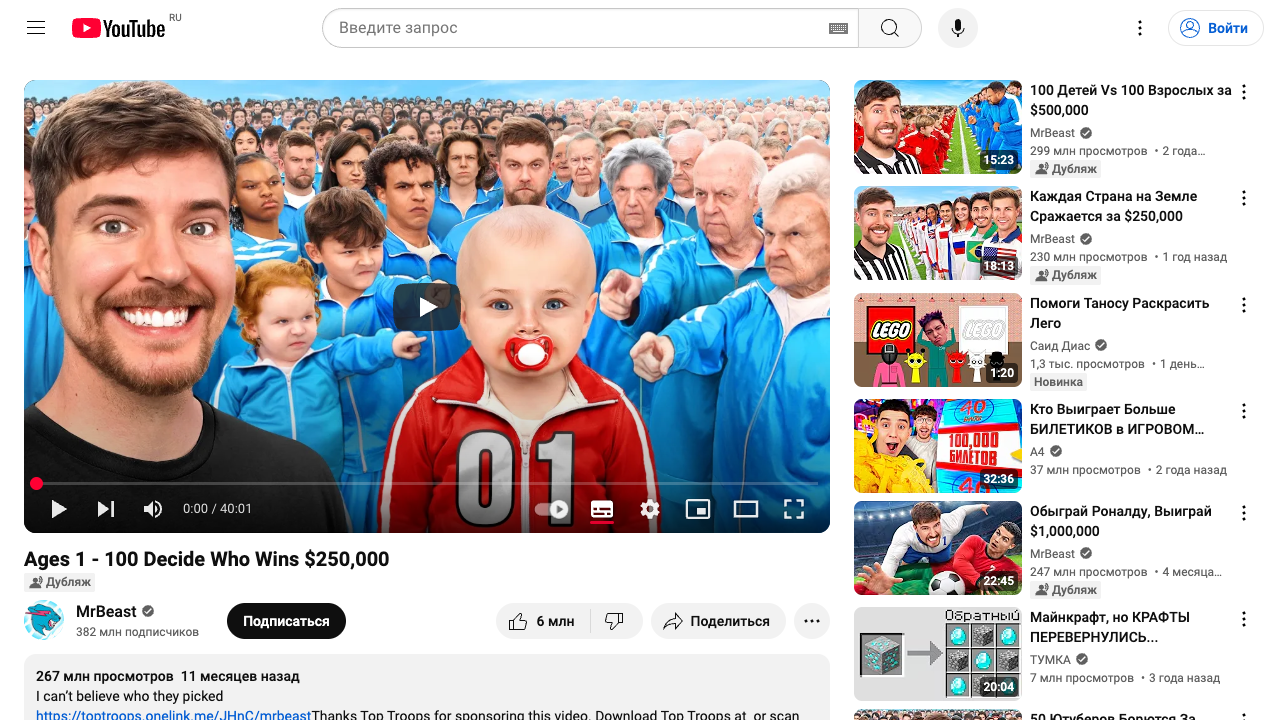 YouTube RU
Введите запрос
Войти
01
0:00 / 40:01
Ages 1 - 100 Decide Who Wins $250,000
Дубляж
MrBeast
382 млн подписчиков
Подписаться
6 млн
Поделиться
267 млн просмотров 11 месяцев назад
I can’t believe who they picked
https://toptroops.onelink.me/JHnC/mrbeastThanks Top Troops for sponsoring this video. Download Top Troops at, or scan
15:23
100 Детей Vs 100 Взрослых за
$500,000
MrBeast
299 млн просмотров • 2 года…
Дубляж
18:13
Каждая Страна на Земле
Сражается за $250,000
MrBeast
230 млн просмотров • 1 год назад
Дубляж
LEGO
LEGO
1:20
Помоги Таносу Раскрасить
Лего
Саид Диас
1,3 тыс. просмотров • 1 день…
Новинка
40
100,000
БИЛЕТОВ
40
32:36
Кто Выиграет Больше
БИЛЕТИКОВ в ИГРОВОМ…
А4
37 млн просмотров • 2 года назад
1
22:45
Обыграй Роналду, Выиграй
$1,000,000
MrBeast
247 млн просмотров • 4 месяца…
Дубляж
Обратный
20:04
Майнкрафт, но КРАФТЫ
ПЕРЕВЕРНУЛИСЬ...
ТУМКА
7 млн просмотров • 3 года назад
50 Ютуберов Борются За